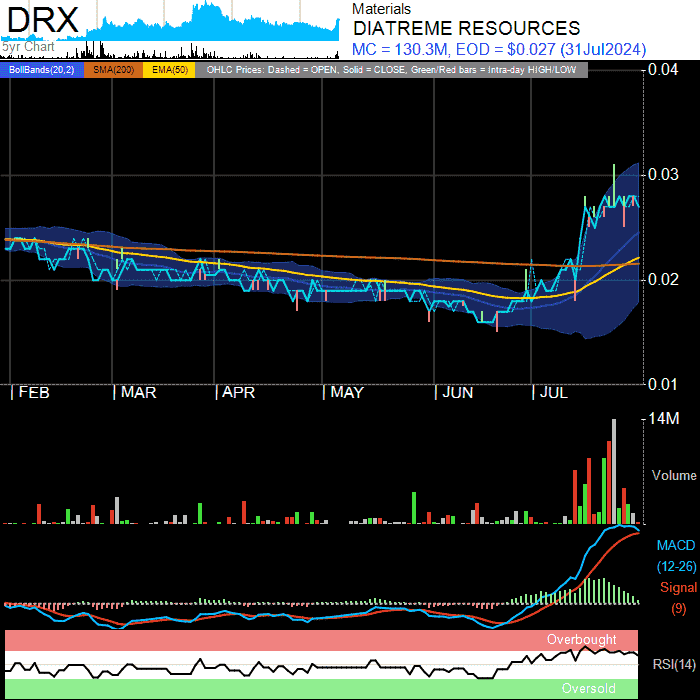 DRX
5yr Chart
Materials
DIATREME RESOURCES
MC = 130.3M, EOD = $0.027 (31Jul2024)
BollBands(20,2) SMA(200) EMA(50) OHLC Prices: Dashed = OPEN, Solid = CLOSE, Green/Red bars = Intra-day HIGH/LOW
0.04
0.03
0.02
0.01
FEB MAR APR MAY JUN JUL
14M
Volume
MACD
(12-26)
Signal
(9)
Overbought
RSI(14)
Oversold